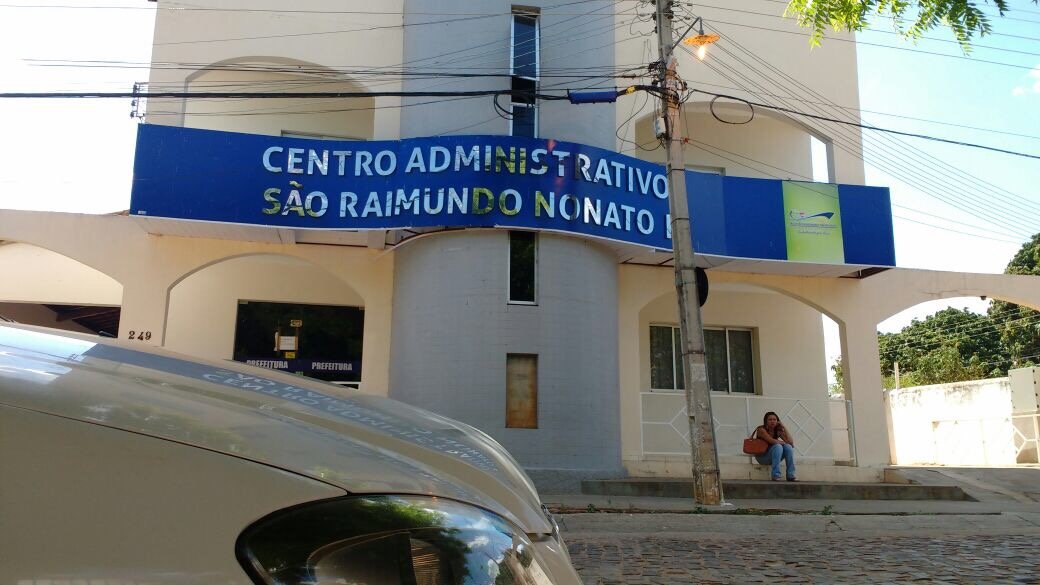 CENTRO ADMINISTRATIVO
SÃO RAIMUNDO NONATO
249
PREFEITURA PREFEITURA